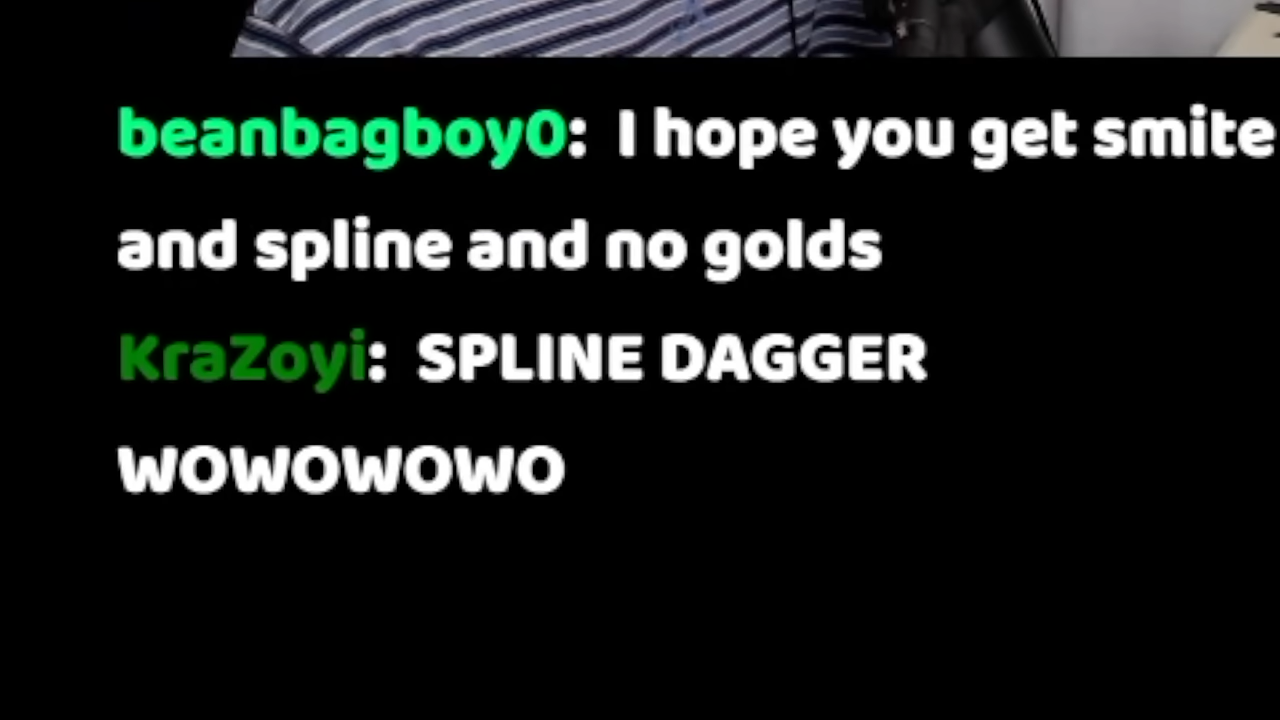 beanbagboy0: I hope you get smite
and spline and no golds
KraZoyi: SPLINE DAGGER
WOWOWOWO